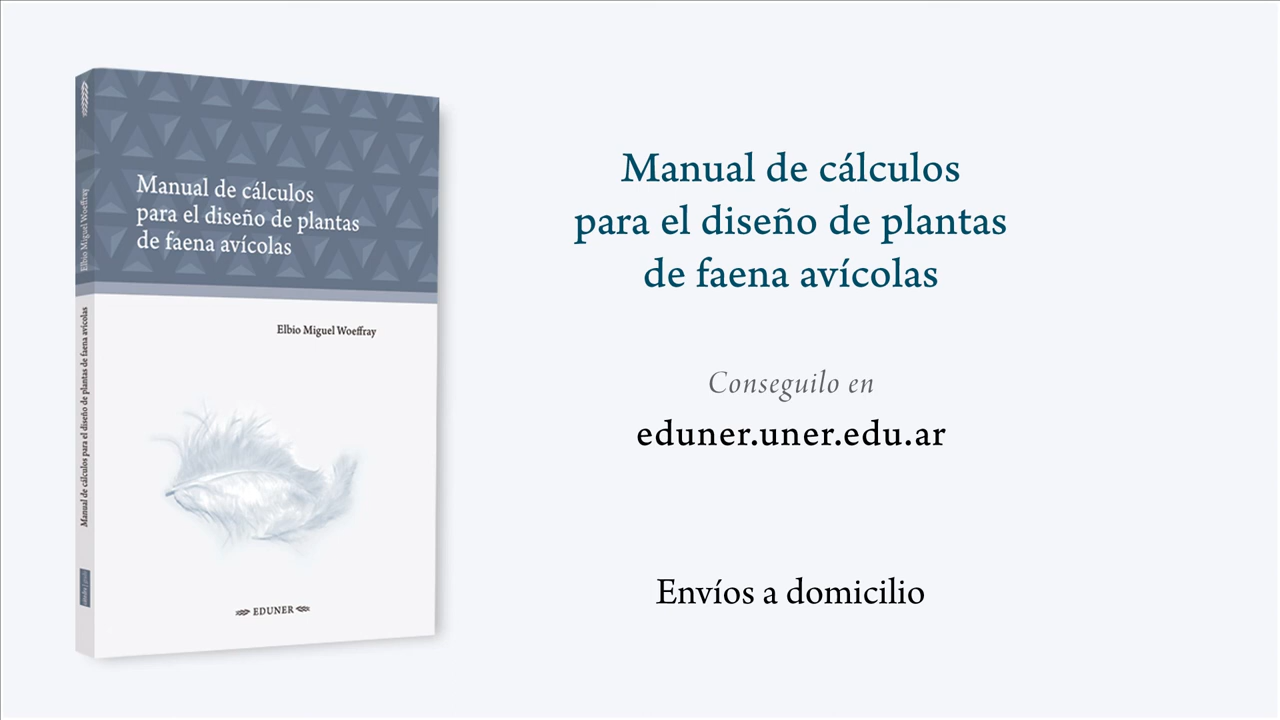 Manual de cálculos
para el diseño de plantas
de faena avícolas
Elbio Miguel Woeffray
EDUNER
Elbio Miguel Woeffray
Manual de cálculos para el diseño de plantas de faena avícolas
Manual de cálculos
para el diseño de plantas
de faena avícolas
Conseguilo en
eduner.uner.edu.ar
Envíos a domicilio